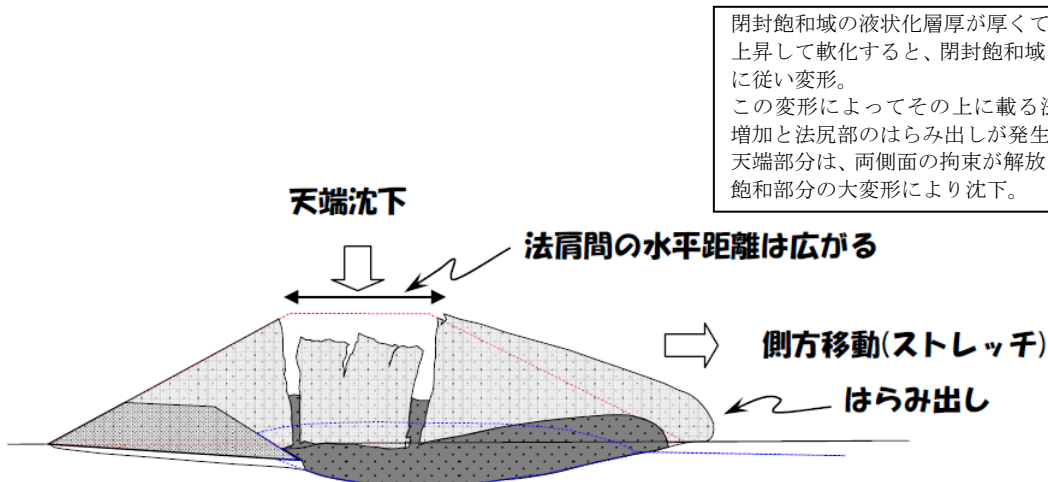 閉封飽和域の液状化層厚が厚くて
上昇して軟化すると、閉封飽和域
に従い変形。
この変形によってその上に載る法
増加と法尻部のはらみ出しが発生
天端部分は、両側面の拘束が解放
飽和部分の大変形により沈下。
天端沈下
法肩間の水平距離は広がる
側方移動(ストレッチ)
はらみ出し